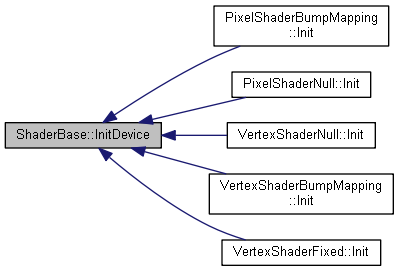 PixelShaderBumpMapping
::Init
PixelShaderNull::Init
ShaderBase::InitDevice
VertexShaderNull::Init
VertexShaderBumpMapping
::Init
VertexShaderFixed::Init